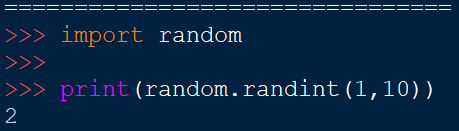 ================================
>>> import random
>>>
>>> print(random.randint(1,10))
2